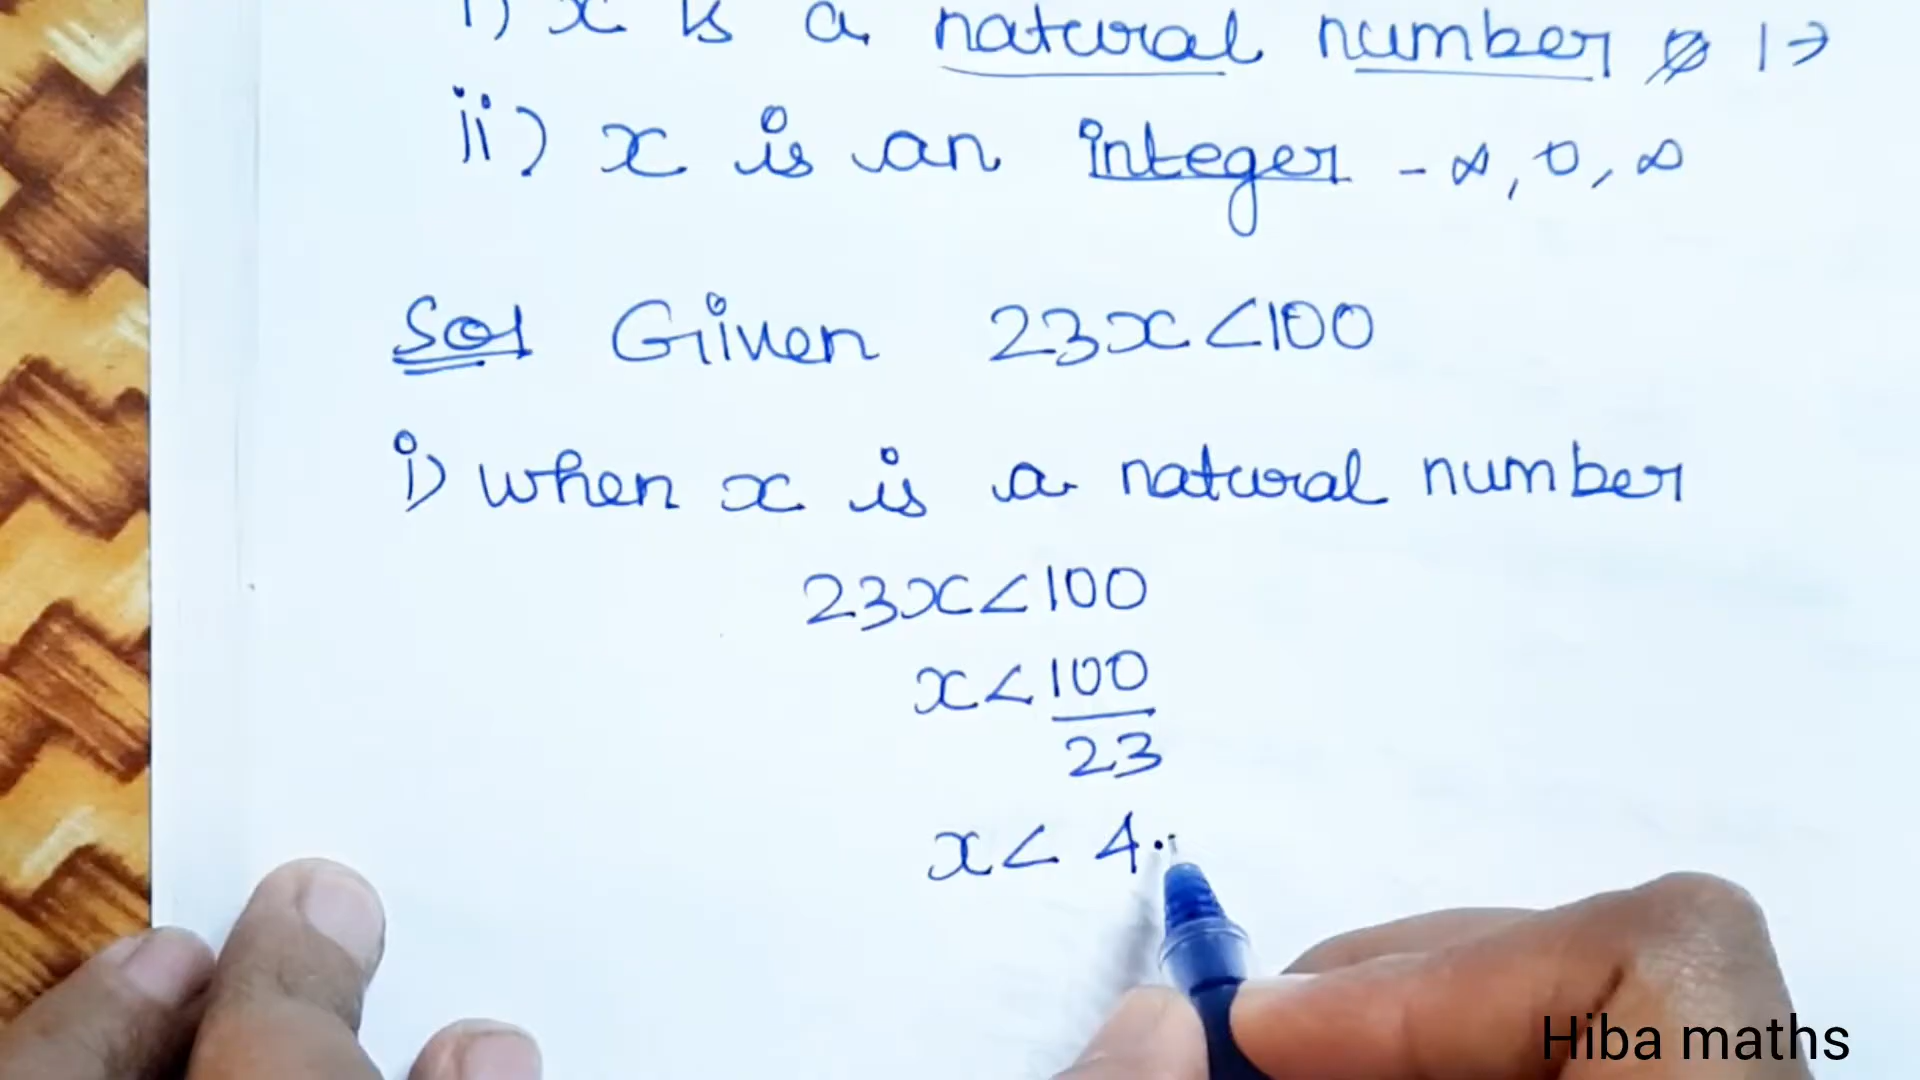 i) x is a natural number 1→
ii) x is an integer -∞, 0, ∞
Sol Given 23x<100
i) when x is a natural number
23x<100
x<100
23
x< 4.
Hiba maths